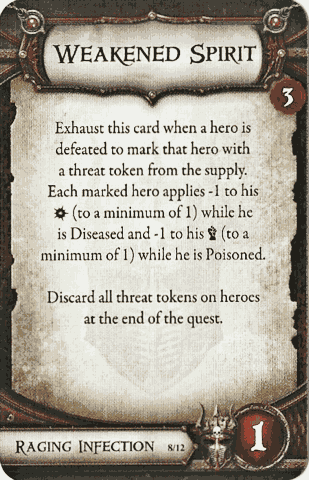 WEAKENED SPIRIT
3
Exhaust this card when a hero is
defeated to mark that hero with
a threat token from the supply.
Each marked hero applies -1 to his
(to a minimum of 1) while he
is Diseased and -1 to his (to a
minimum of 1) while he is Poisoned.
Discard all threat tokens on heroes
at the end of the quest.
RAGING INFECTION 8/12
1